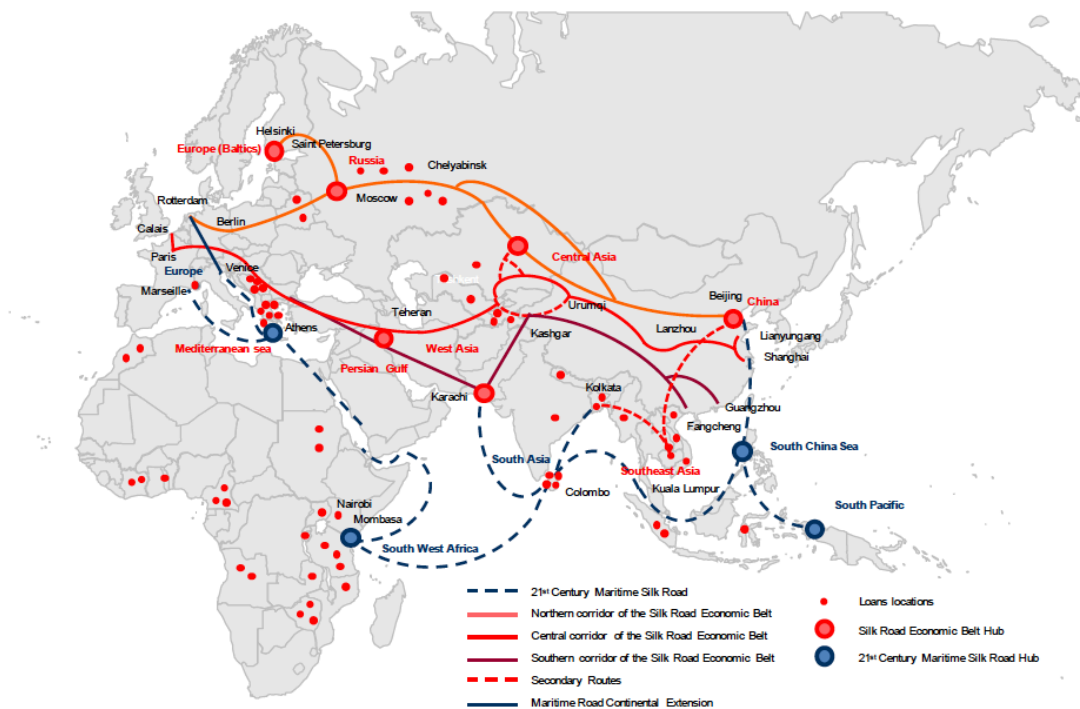 Helsinki
Saint Petersburg
Europe (Baltics)
Russia
Chelyabinsk
Moscow
Rotterdam
Berlin
Calais
Paris
Europe
Venice
Marseille
Athens
Mediterranean sea
Teheran
West Asia
Persian Gulf
Central Asia
Urumqi
Kashgar
Beijing
China
Lanzhou
Lianyungang
Shanghai
Karachi
Kolkata
Guangzhou
Fangcheng
South Asia
Southeast Asia
South China Sea
Colombo
Kuala Lumpur
South Pacific
Nairobi
Mombasa
South West Africa
21st Century Maritime Silk Road
Northern corridor of the Silk Road Economic Belt
Central corridor of the Silk Road Economic Belt
Southern corridor of the Silk Road Economic Belt
Secondary Routes
Maritime Road Continental Extension
Loans locations
Silk Road Economic Belt Hub
21st Century Maritime Silk Road Hub